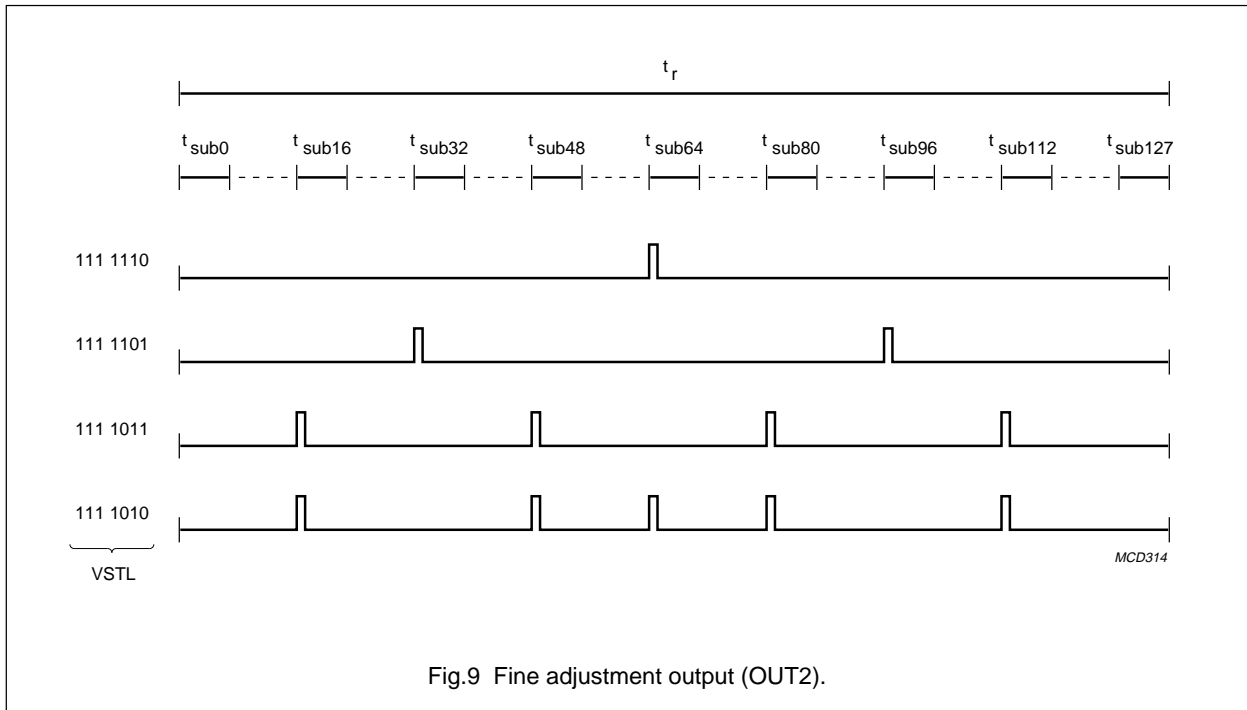 t r
t sub0 t sub16 t sub32 t sub48 t sub64 t sub80 t sub96 t sub112 t sub127
111 1110
111 1101
111 1011
111 1010
VSTL
MCD314
Fig.9 Fine adjustment output (OUT2).